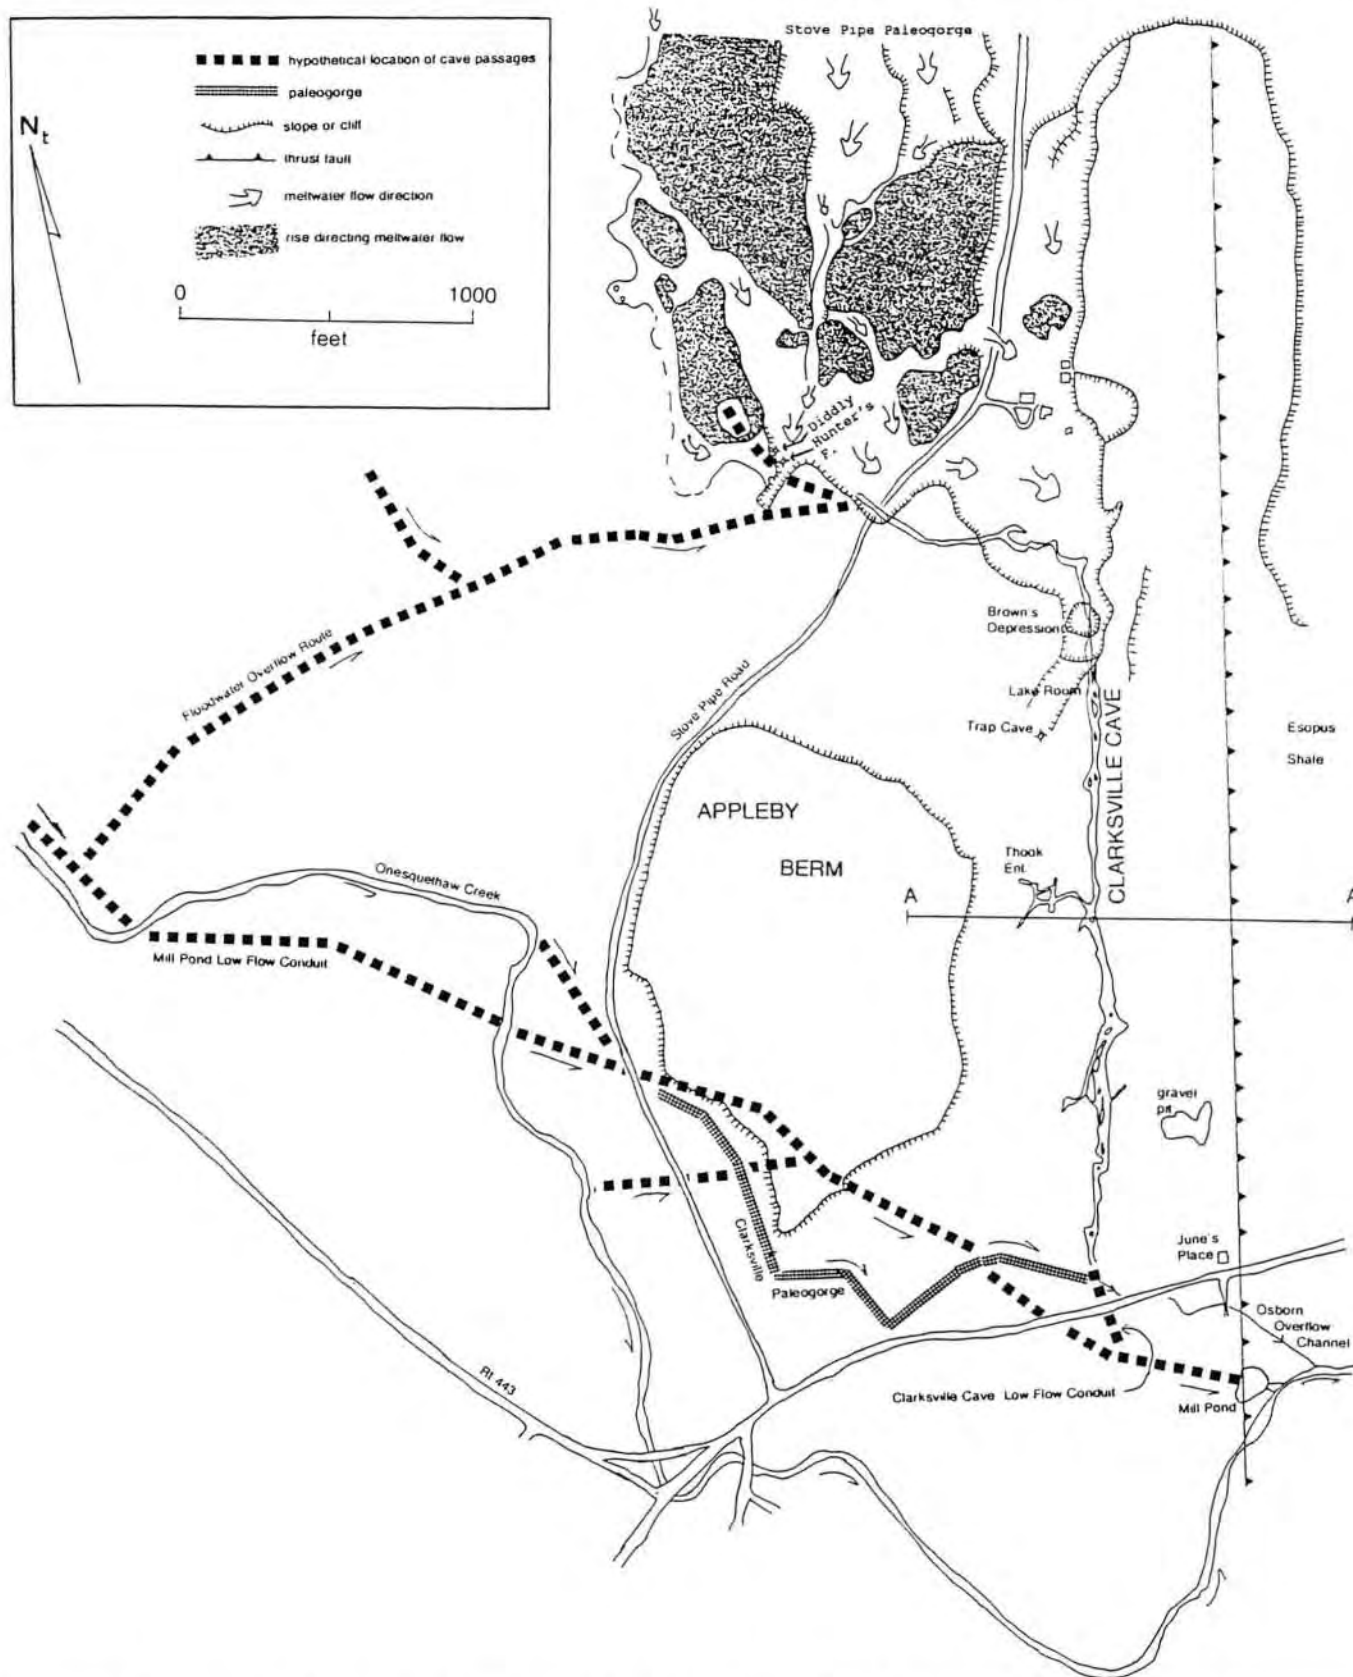 Stove Pipe Paleogorge
hypothetical location of cave passages
paleogorge
slope or cliff
thrust fault
meltwater flow direction
rise directing meltwater flow
Nt
0 1000
feet
Diddly
Hunter's
F.
Floodwater Overflow Route
Stove Pipe Road
Brown's
Depression
Lake Room
Trap Cave
CLARKSVILLE CAVE
Esopus
Shale
APPLEBY
BERM
Thook
Ent.
A
A
Onesquethaw Creek
Mill Pond Low Flow Conduit
gravel
pit
Clarksville
Paleogorge
June's
Place
Osborn
Overflow
Channel
Rt 443
Clarksville Cave Low Flow Conduit
Mill Pond